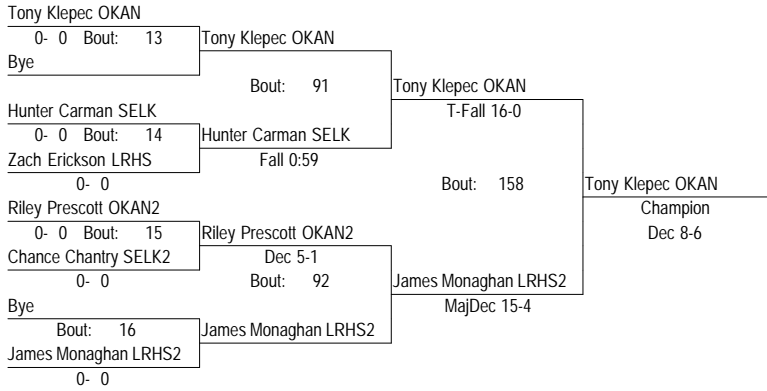 Tony Klepec OKAN
0- 0 Bout: 13
Bye
Tony Klepec OKAN
Bout: 91
Hunter Carman SELK
0- 0 Bout: 14
Zach Erickson LRHS
0- 0
Hunter Carman SELK
Fall 0:59
Tony Klepec OKAN
T-Fall 16-0
Bout: 158
Riley Prescott OKAN2
0- 0 Bout: 15
Chance Chantry SELK2
0- 0
Riley Prescott OKAN2
Dec 5-1
Bout: 92
Bye
Bout: 16
James Monaghan LRHS2
0- 0
James Monaghan LRHS2
James Monaghan LRHS2
MajDec 15-4
Tony Klepec OKAN
Champion
Dec 8-6